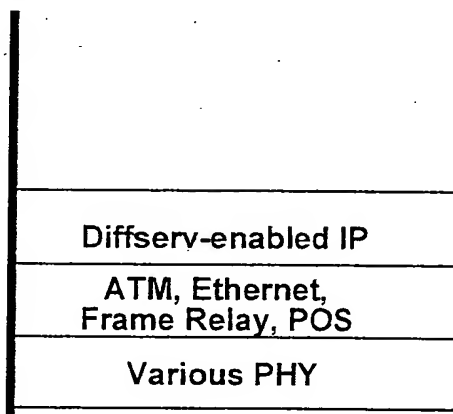 Diffserv-enabled IP
ATM, Ethernet,
Frame Relay, POS
Various PHY